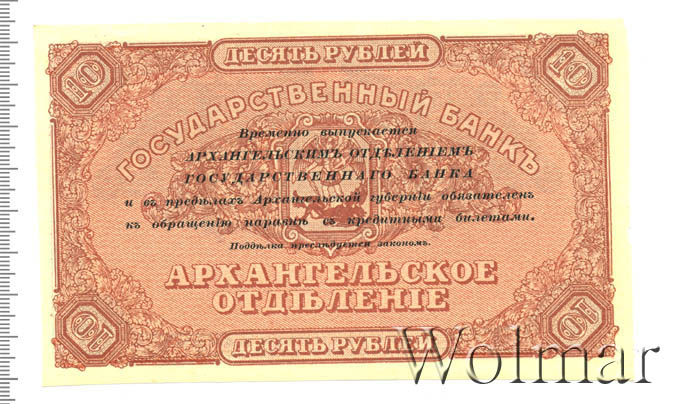 ДЕСЯТЬ РУБЛЕЙ
10 10
ГОСУДАРСТВЕННЫЙ БАНКЪ
Временно выпускается
АРХАНГЕЛЬСКИМЪ ОТДѢЛЕНІЕМЪ
ГОСУДАРСТВЕННАГО БАНКА
и въ предѣлахъ Архангельской губерніи обязателенъ
къ обращенію наравнѣ съ кредитными билетами.
Поддѣлка преслѣдуется закономъ.
АРХАНГЕЛЬСКОЕ
ОТДѢЛЕНІЕ
10 10
ДЕСЯТЬ РУБЛЕЙ
Wolmar